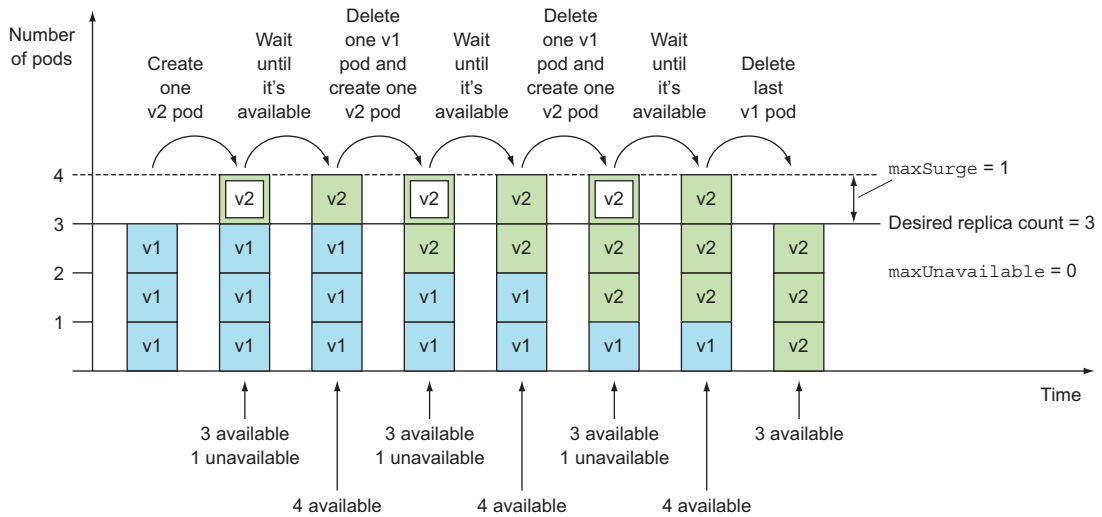 Number
of pods
Create
one
v2 pod
Wait
until
it's
available
Delete
one v1
pod and
create one
v2 pod
Wait
until
it's
available
Delete
one v1
pod and
create one
v2 pod
Wait
until
it's
available
Delete
last
v1 pod
4
3
2
1
v1
v1
v1
v2
v1
v1
v1
v2
v1
v1
v1
v2
v2
v1
v1
v2
v2
v1
v1
v2
v2
v2
v1
v2
v2
v2
v1
v2
v2
v2
maxSurge = 1
Desired replica count = 3
maxUnavailable = 0
Time
3 available
1 unavailable
4 available
3 available
1 unavailable
4 available
3 available
1 unavailable
4 available
3 available